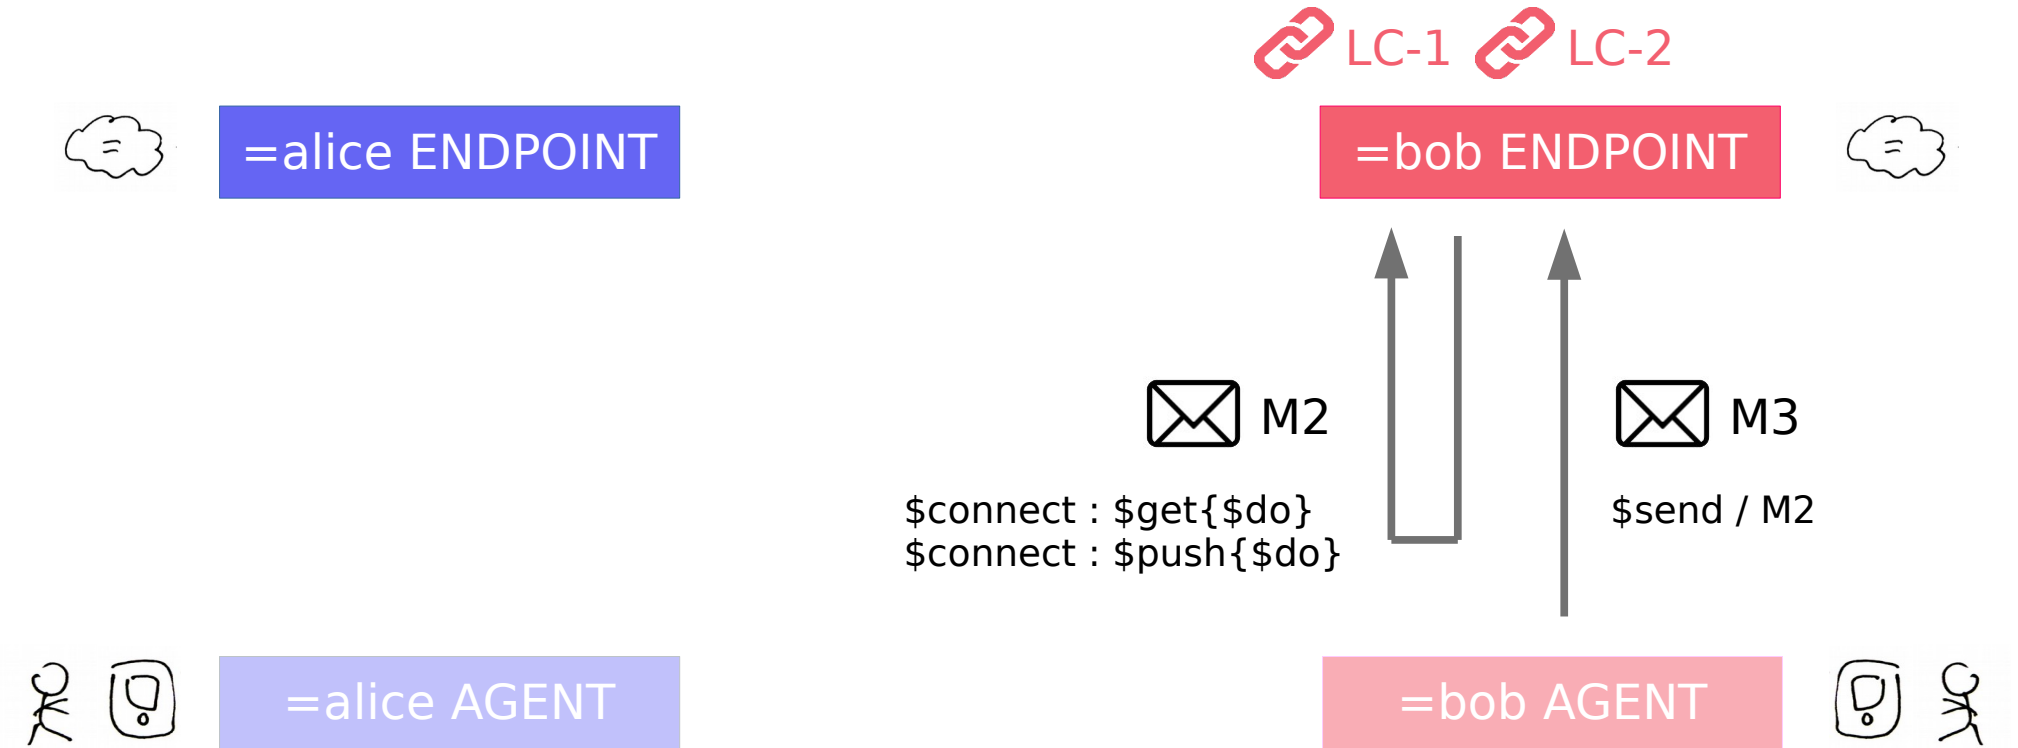 LC-1 LC-2
=alice ENDPOINT
=bob ENDPOINT
M2
M3
$connect : $get{$do}
$connect : $push{$do}
$send / M2
=alice AGENT
=bob AGENT